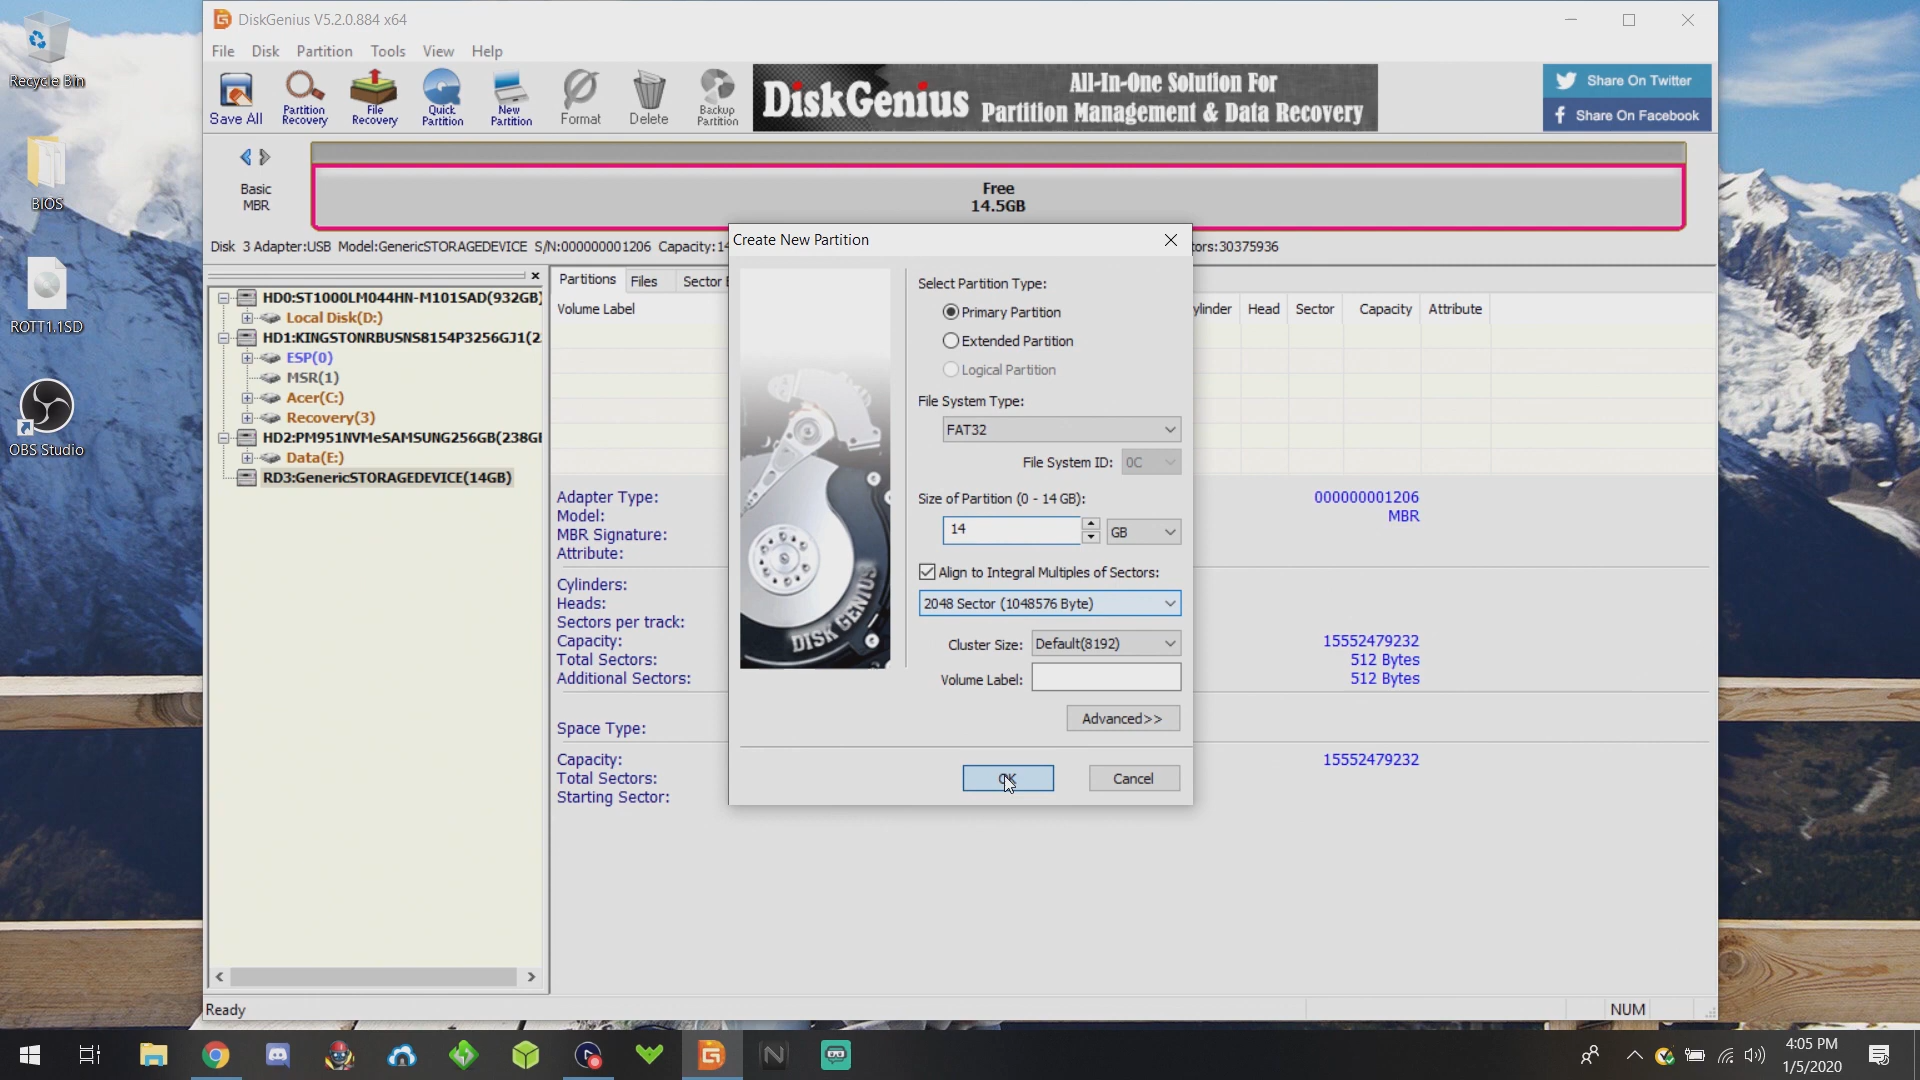 DiskGenius V5.2.0.884 x64
File Disk Partition Tools View Help
Save All
Partition Recovery
File Recovery
Quick Partition
New Partition
Format
Delete
Backup Partition
DiskGenius
All-In-One Solution For
Partition Management & Data Recovery
Share On Twitter
Share On Facebook
Recycle Bin
BIOS
ROTT1.1SD
OBS Studio
Basic
MBR
Free
14.5GB
Disk 3 Adapter:USB Model:GenericSTORAGEDEVICE S/N:000000001206 Capacity:14
tors:30375936
HD0:ST1000LM044HN-M101SAD(932GB)
Local Disk(D:)
HD1:KINGSTONRBUSNS8154P3256GJ1(2
ESP(0)
MSR(1)
Acer(C:)
Recovery(3)
HD2:PM951NVMeSAMSUNG256GB(238GI
Data(E:)
RD3:GenericSTORAGEDEVICE(14GB)
Partitions Files Sector
Volume Label
ylinder Head Sector Capacity Attribute
Adapter Type:
000000001206
Model:
MBR
MBR Signature:
Attribute:
Cylinders:
Heads:
Sectors per track:
Capacity:
15552479232
Total Sectors:
512 Bytes
Additional Sectors:
512 Bytes
Space Type:
Capacity:
15552479232
Total Sectors:
Starting Sector:
Create New Partition
Select Partition Type:
Primary Partition
Extended Partition
Logical Partition
File System Type:
FAT32
File System ID: 0C
Size of Partition (0 - 14 GB):
14 GB
Align to Integral Multiples of Sectors:
2048 Sector (1048576 Byte)
Cluster Size: Default(8192)
Volume Label:
Advanced>>
OK Cancel
DISK GENIUS
Ready
NUM
4:05 PM
1/5/2020